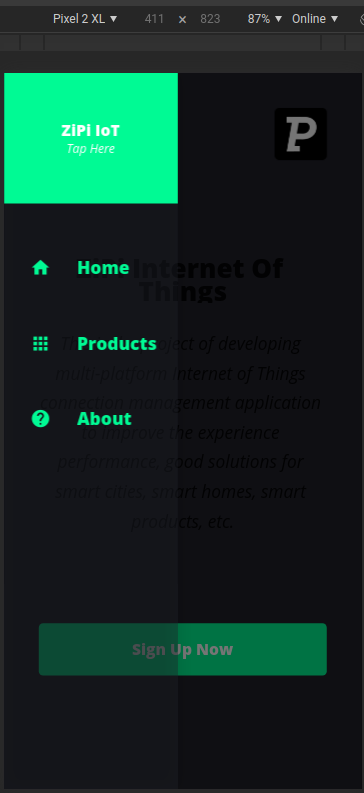 Pixel 2 XL ▼ 411 × 823 87% ▼ Online ▼
ZiPi IoT
Tap Here
P
Internet Of
Things
Home
Products
About
project of developing
multi-platform Internet of Things
connection management application
to improve the experience
performance, good solutions for
smart cities, smart homes, smart
products, etc.
Sign Up Now